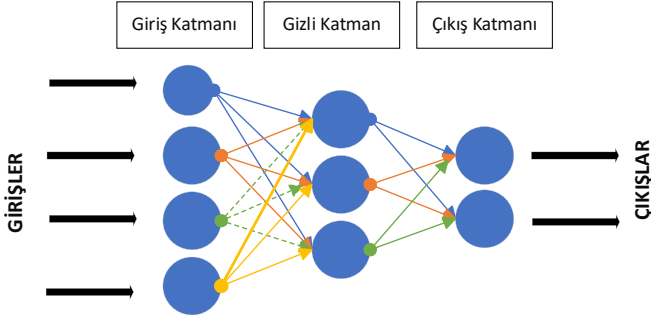 Giriş Katmanı
Gizli Katman
Çıkış Katmanı
GİRİŞLER
ÇIKIŞLAR